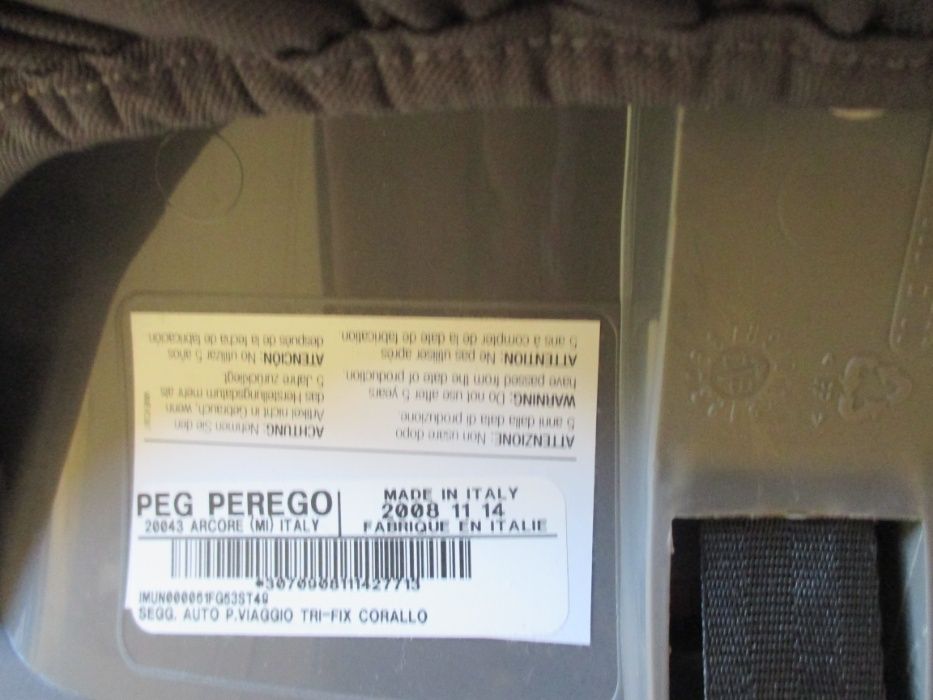 ATTENZIONE: Non usare dopo
5 anni dalla data di produzione.
WARNING: Do not use after 5 years
have passed from the date of production.
ATTENTION: Ne pas utiliser après
5 ans à compter de la date de fabrication.
ACHTUNG: Nehmen Sie den
Artikel nicht in Gebrauch, wenn
das Herstellungsdatum mehr als
5 Jahre zurückliegt.
ATENCIÓN: No utilizar 5 años
después de la fecha de fabricación.
PEG PEREGO
20043 ARCORE (MI) ITALY
MADE IN ITALY
2008 11 14
FABRIQUE EN ITALIE
SEGG. AUTO P.VIAGGIO TRI-FIX CORALLO